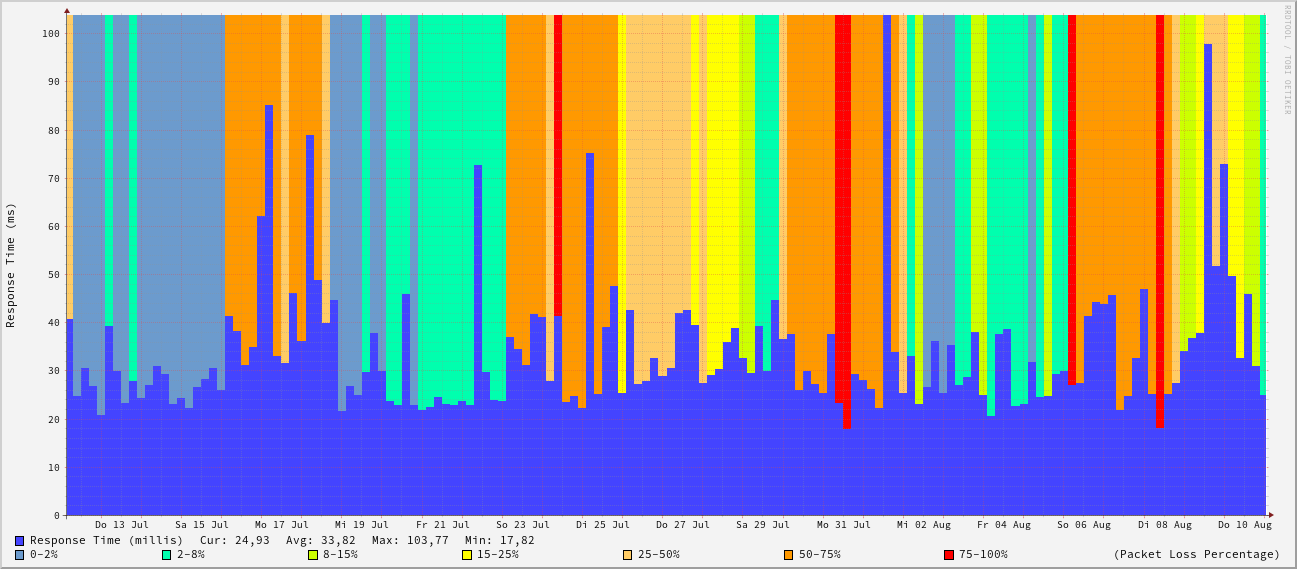 RRDTOOL / TOBI OETIKER
Response Time (ms)
100
90
80
70
60
50
40
30
20
10
0
Do 13 Jul Sa 15 Jul Mo 17 Jul Mi 19 Jul Fr 21 Jul So 23 Jul Di 25 Jul Do 27 Jul Sa 29 Jul Mo 31 Jul Mi 02 Aug Fr 04 Aug So 06 Aug Di 08 Aug Do 10 Aug
Response Time (millis) Cur: 24,93 Avg: 33,82 Max: 103,77 Min: 17,82
0-2% 2-8% 8-15% 15-25% 25-50% 50-75% 75-100% (Packet Loss Percentage)